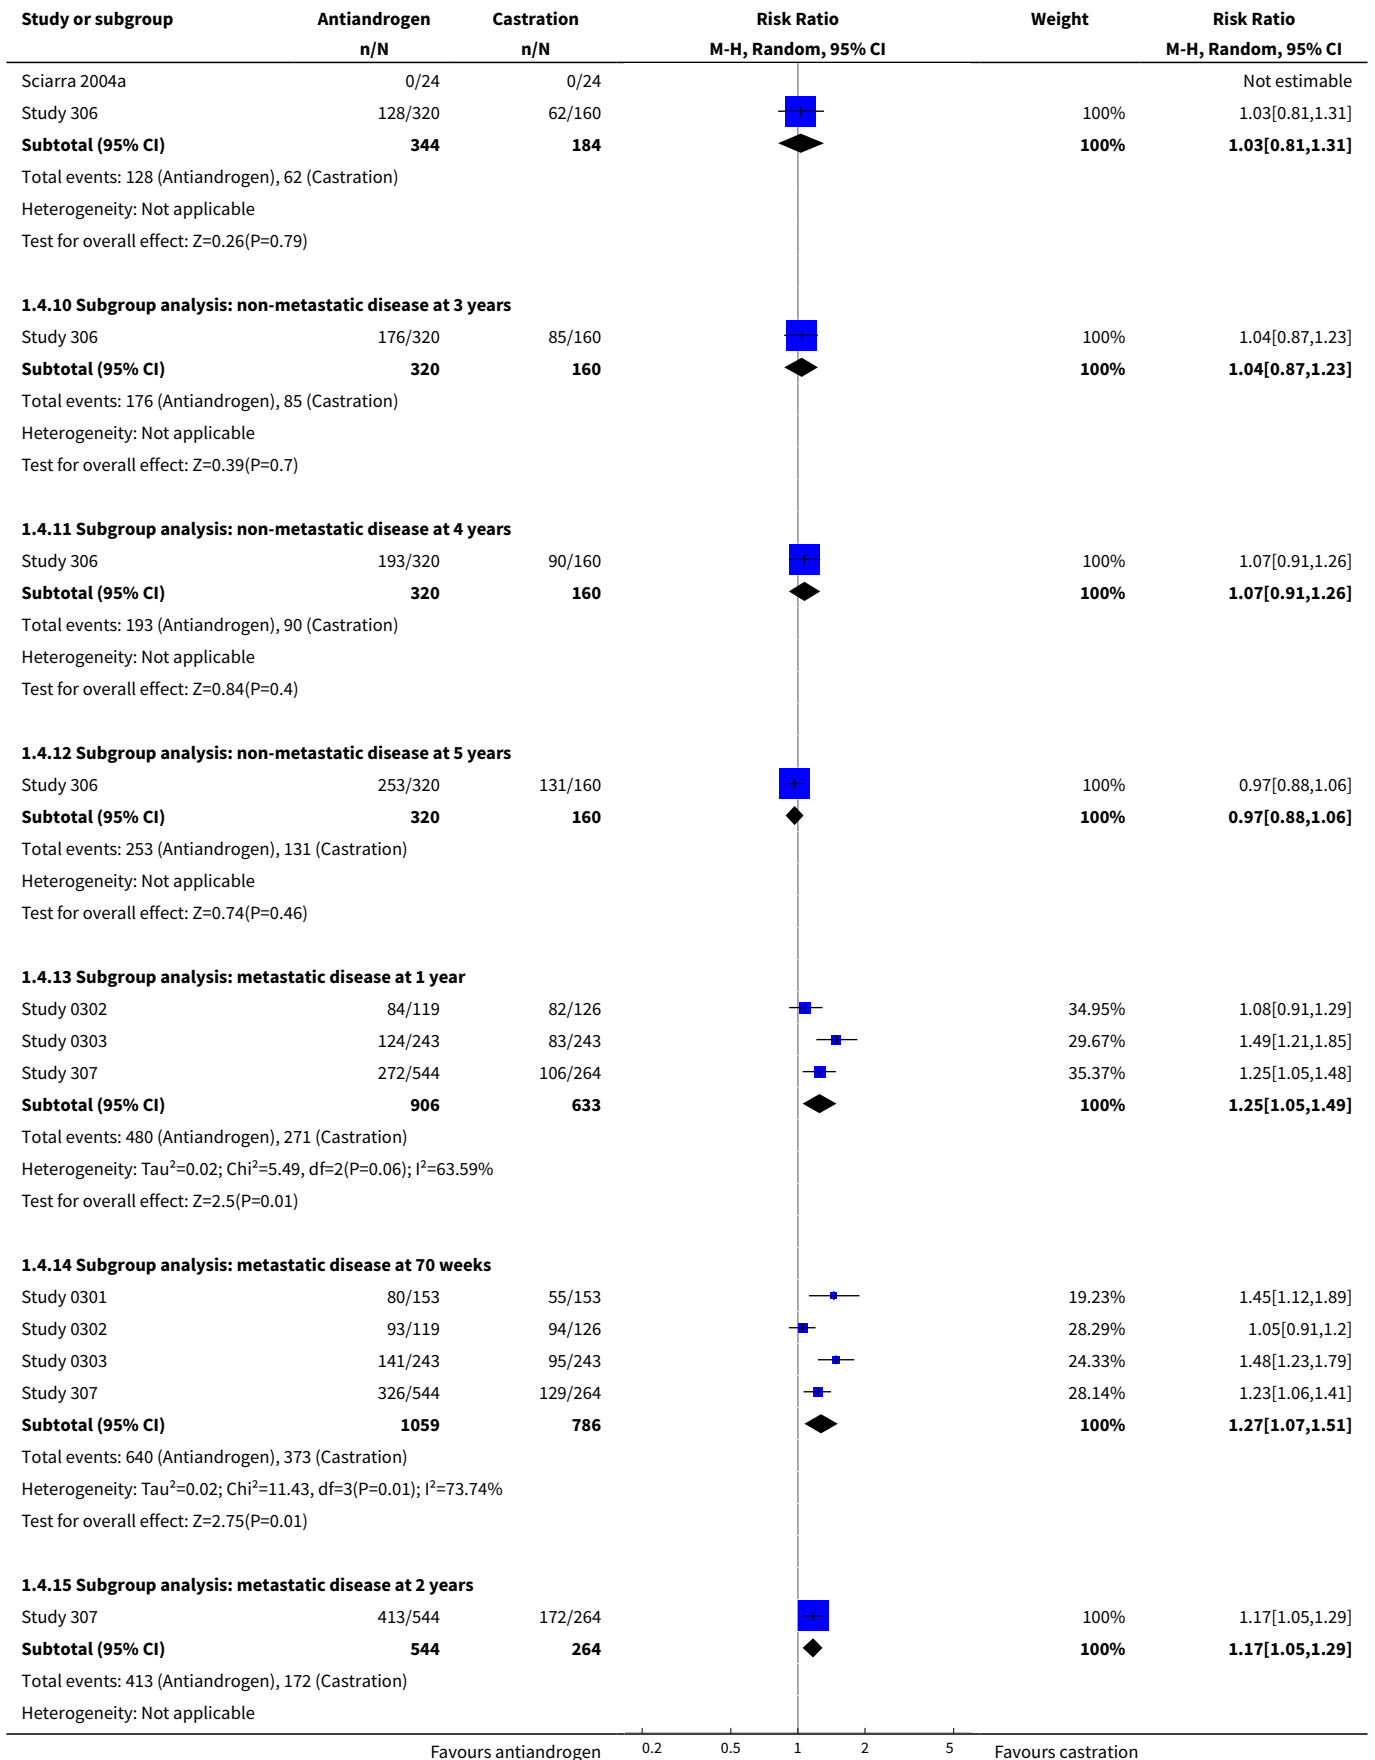 Study or subgroup Antiandrogen Castration Risk Ratio Weight Risk Ratio
n/N n/N M-H, Random, 95% CI M-H, Random, 95% CI
Sciarra 2004a 0/24 0/24 Not estimable
Study 306 128/320 62/160 100% 1.03[0.81,1.31]
Subtotal (95% CI) 344 184 100% 1.03[0.81,1.31]
Total events: 128 (Antiandrogen), 62 (Castration)
Heterogeneity: Not applicable
Test for overall effect: Z=0.26(P=0.79)
1.4.10 Subgroup analysis: non-metastatic disease at 3 years
Study 306 176/320 85/160 100% 1.04[0.87,1.23]
Subtotal (95% CI) 320 160 100% 1.04[0.87,1.23]
Total events: 176 (Antiandrogen), 85 (Castration)
Heterogeneity: Not applicable
Test for overall effect: Z=0.39(P=0.7)
1.4.11 Subgroup analysis: non-metastatic disease at 4 years
Study 306 193/320 90/160 100% 1.07[0.91,1.26]
Subtotal (95% CI) 320 160 100% 1.07[0.91,1.26]
Total events: 193 (Antiandrogen), 90 (Castration)
Heterogeneity: Not applicable
Test for overall effect: Z=0.84(P=0.4)
1.4.12 Subgroup analysis: non-metastatic disease at 5 years
Study 306 253/320 131/160 100% 0.97[0.88,1.06]
Subtotal (95% CI) 320 160 100% 0.97[0.88,1.06]
Total events: 253 (Antiandrogen), 131 (Castration)
Heterogeneity: Not applicable
Test for overall effect: Z=0.74(P=0.46)
1.4.13 Subgroup analysis: metastatic disease at 1 year
Study 0302 84/119 82/126 34.95% 1.08[0.91,1.29]
Study 0303 124/243 83/243 29.67% 1.49[1.21,1.85]
Study 307 272/544 106/264 35.37% 1.25[1.05,1.48]
Subtotal (95% CI) 906 633 100% 1.25[1.05,1.49]
Total events: 480 (Antiandrogen), 271 (Castration)
Heterogeneity: Tau²=0.02; Chi²=5.49, df=2(P=0.06); I²=63.59%
Test for overall effect: Z=2.5(P=0.01)
1.4.14 Subgroup analysis: metastatic disease at 70 weeks
Study 0301 80/153 55/153 19.23% 1.45[1.12,1.89]
Study 0302 93/119 94/126 28.29% 1.05[0.91,1.2]
Study 0303 141/243 95/243 24.33% 1.48[1.23,1.79]
Study 307 326/544 129/264 28.14% 1.23[1.06,1.41]
Subtotal (95% CI) 1059 786 100% 1.27[1.07,1.51]
Total events: 640 (Antiandrogen), 373 (Castration)
Heterogeneity: Tau²=0.02; Chi²=11.43, df=3(P=0.01); I²=73.74%
Test for overall effect: Z=2.75(P=0.01)
1.4.15 Subgroup analysis: metastatic disease at 2 years
Study 307 413/544 172/264 100% 1.17[1.05,1.29]
Subtotal (95% CI) 544 264 100% 1.17[1.05,1.29]
Total events: 413 (Antiandrogen), 172 (Castration)
Heterogeneity: Not applicable
Favours antiandrogen 0.2 0.5 1 2 5 Favours castration